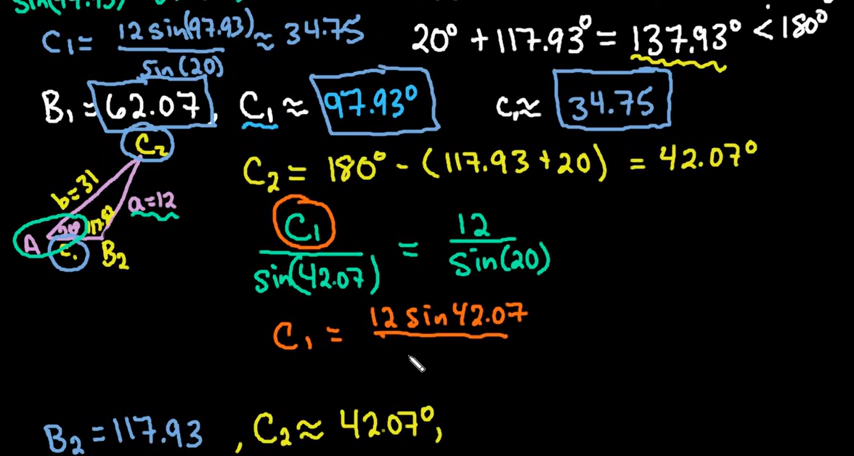 C₁ = 12 sin(97.93) / sin(20) ≈ 34.75
20° + 117.93° = 137.93° < 180°
B₁ = 62.07, C₁ ≈ 97.93° c₁ ≈ 34.75
C₂
C₂ = 180° - (117.93 + 20) = 42.07°
b = 31
a = 12
A
C₁
B₂
C₁ / sin(42.07) = 12 / sin(20)
C₁ = 12 sin 42.07
B₂ = 117.93 , C₂ ≈ 42.07°,